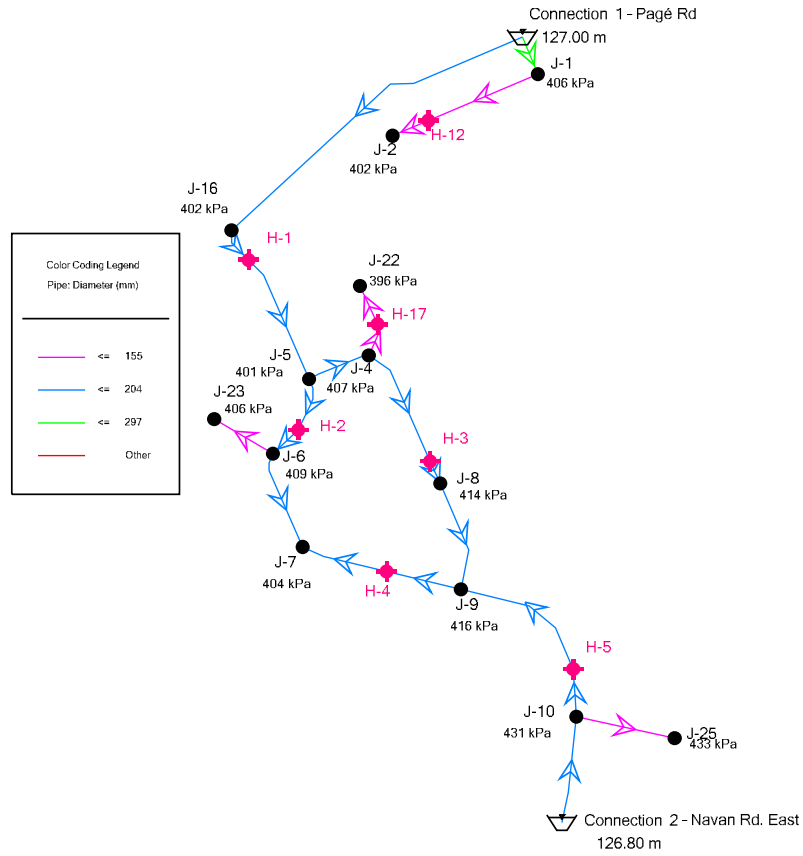 Connection 1 - Pagé Rd
127.00 m
J-1
406 kPa
H-12
J-2
402 kPa
J-16
402 kPa
H-1
Color Coding Legend
Pipe: Diameter (mm)
<= 155
<= 204
<= 297
Other
J-22
396 kPa
H-17
J-5
401 kPa
J-4
407 kPa
J-23
406 kPa
H-2
H-3
J-6
409 kPa
J-8
414 kPa
J-7
404 kPa
H-4
J-9
416 kPa
H-5
J-10
431 kPa
J-25
433 kPa
Connection 2 - Navan Rd. East
126.80 m